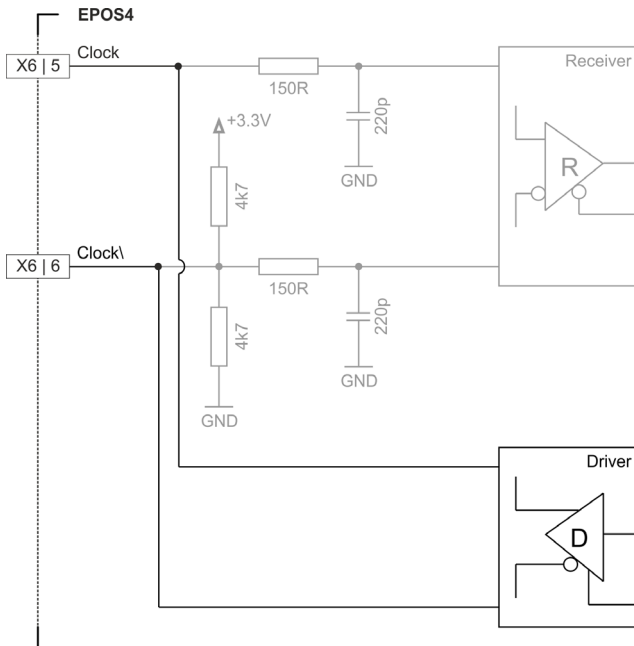 EPOS4
X6 | 5
Clock
Receiver
150R
220p
GND
+3.3V
4k7
R
X6 | 6
Clock\
150R
220p
GND
4k7
GND
Driver
D